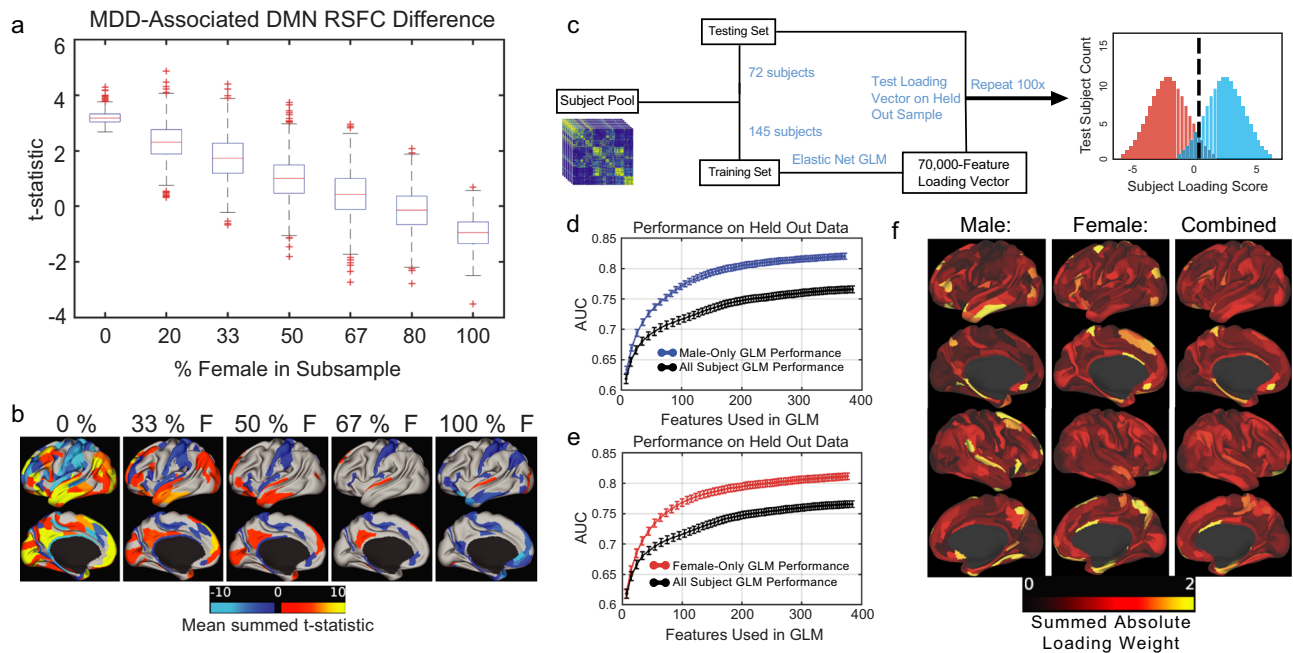 a
MDD-Associated DMN RSFC Difference
6
4
2
0
-2
-4
t-statistic
0 20 33 50 67 80 100
% Female in Subsample
b
0 % 33 % F 50 % F 67 % F 100 % F
-10 0 10
Mean summed t-statistic
c
Testing Set
72 subjects
Subject Pool
145 subjects
Training Set
Elastic Net GLM
Test Loading
Vector on Held
Out Sample
Repeat 100x
70,000-Feature
Loading Vector
Test Subject Count
15
10
5
0
-5 0 5
Subject Loading Score
d
Performance on Held Out Data
0.85
0.8
0.75
0.7
0.65
0.6
AUC
Male-Only GLM Performance
All Subject GLM Performance
0 100 200 300 400
Features Used in GLM
e
Performance on Held Out Data
0.85
0.8
0.75
0.7
0.65
0.6
AUC
Female-Only GLM Performance
All Subject GLM Performance
0 100 200 300 400
Features Used in GLM
f
Male: Female: Combined
0 2
Summed Absolute
Loading Weight